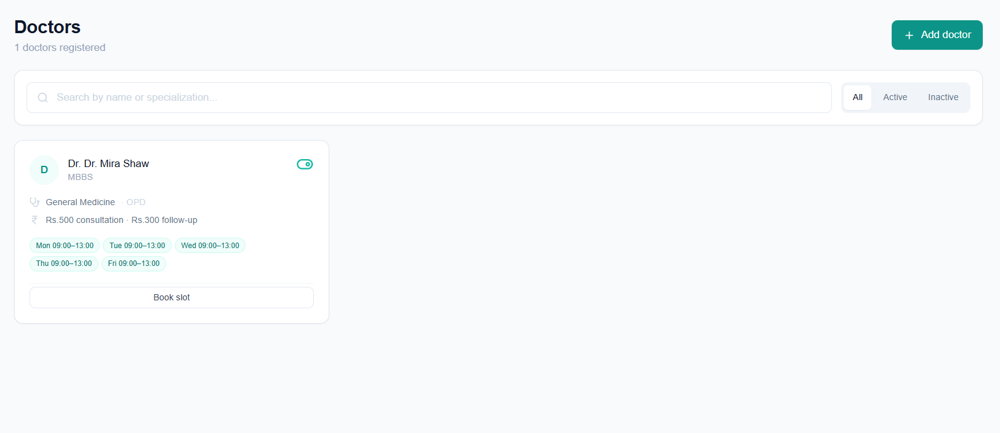 Doctors
1 doctors registered
Add doctor
Search by name or specialization...
All Active Inactive
D
Dr. Dr. Mira Shaw
MBBS
General Medicine · OPD
Rs.500 consultation · Rs.300 follow-up
Mon 09:00–13:00 Tue 09:00–13:00 Wed 09:00–13:00
Thu 09:00–13:00 Fri 09:00–13:00
Book slot